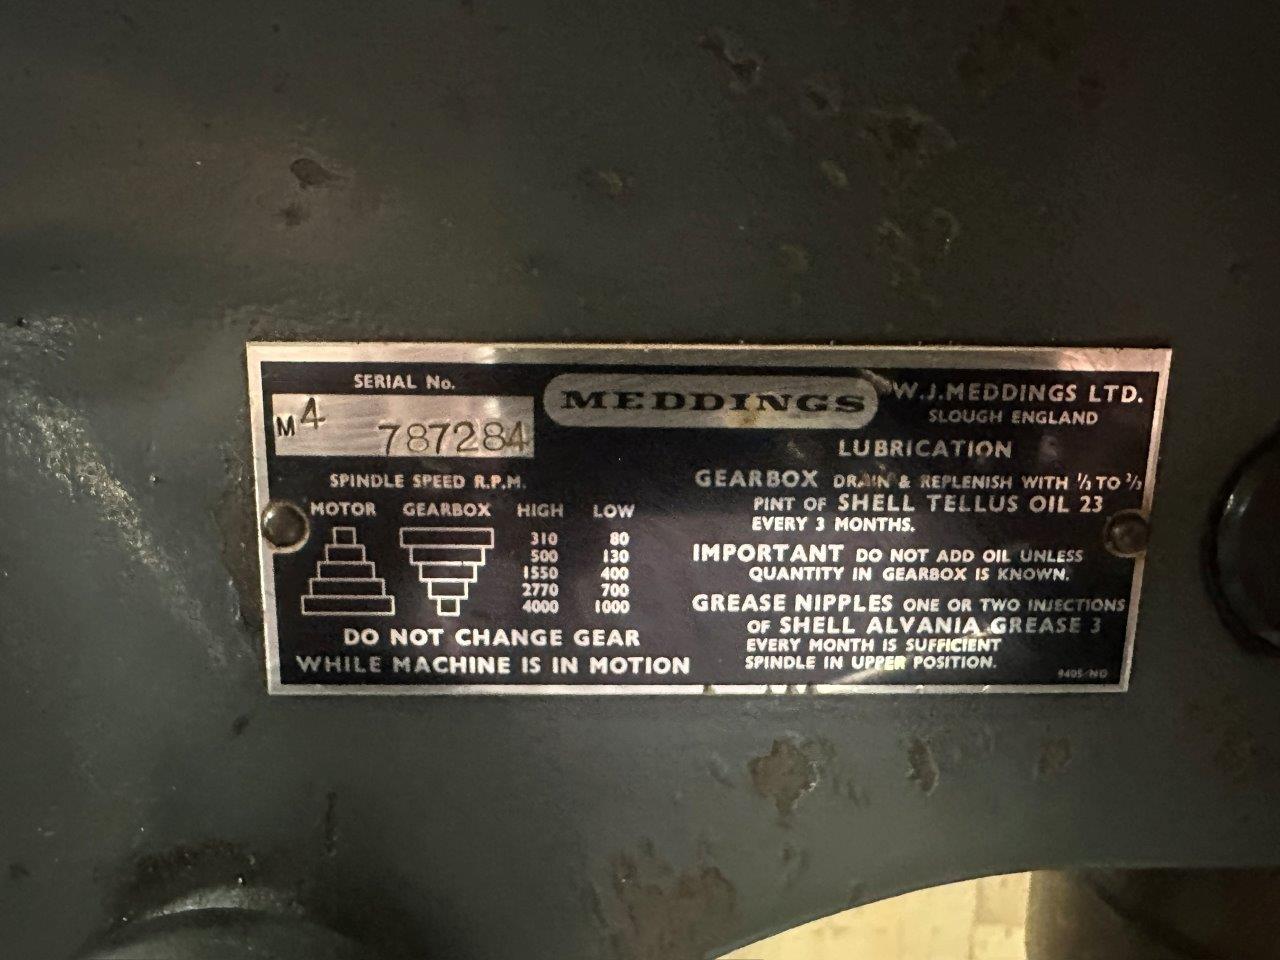 SERIAL No.
M4 787284
MEDDINGS
W.J.MEDDINGS LTD.
SLOUGH ENGLAND
SPINDLE SPEED R.P.M.
MOTOR GEARBOX HIGH LOW
310 80
500 130
1550 400
2770 700
4000 1000
DO NOT CHANGE GEAR
WHILE MACHINE IS IN MOTION
LUBRICATION
GEARBOX DRAIN & REPLENISH WITH 1/3 TO 2/3
PINT OF SHELL TELLUS OIL 23
EVERY 3 MONTHS.
IMPORTANT DO NOT ADD OIL UNLESS
QUANTITY IN GEARBOX IS KNOWN.
GREASE NIPPLES ONE OR TWO INJECTIONS
OF SHELL ALVANIA GREASE 3
EVERY MONTH IS SUFFICIENT
SPINDLE IN UPPER POSITION.